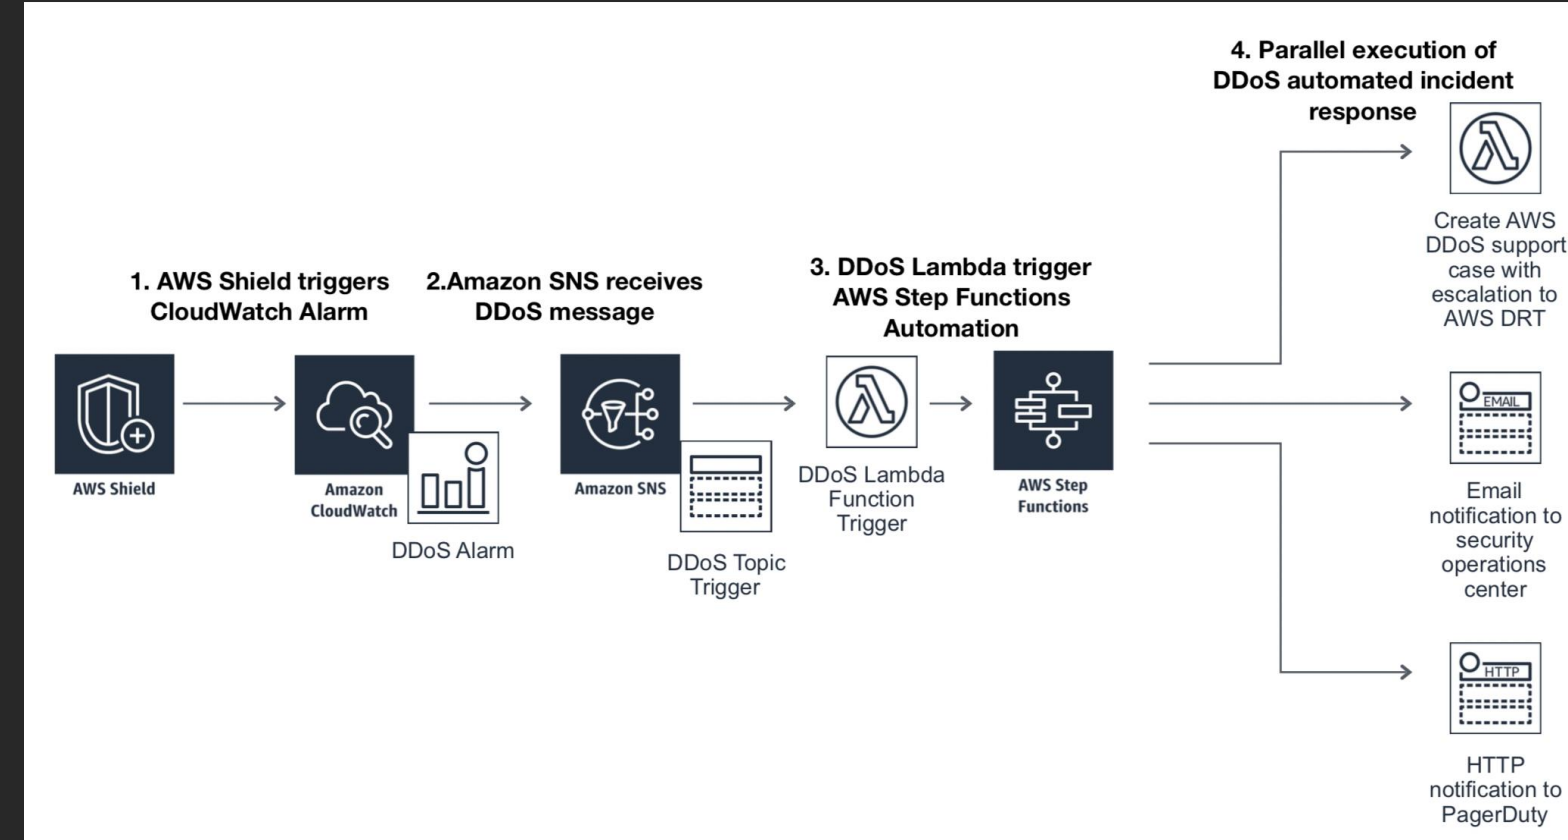 4. Parallel execution of
DDoS automated incident
response
1. AWS Shield triggers
CloudWatch Alarm
2.Amazon SNS receives
DDoS message
3. DDoS Lambda trigger
AWS Step Functions
Automation
AWS Shield
Amazon
CloudWatch
DDoS Alarm
Amazon SNS
DDoS Topic
Trigger
DDoS Lambda
Function
Trigger
AWS Step
Functions
Create AWS
DDoS support
case with
escalation to
AWS DRT
EMAIL
Email
notification to
security
operations
center
HTTP
HTTP
notification to
PagerDuty